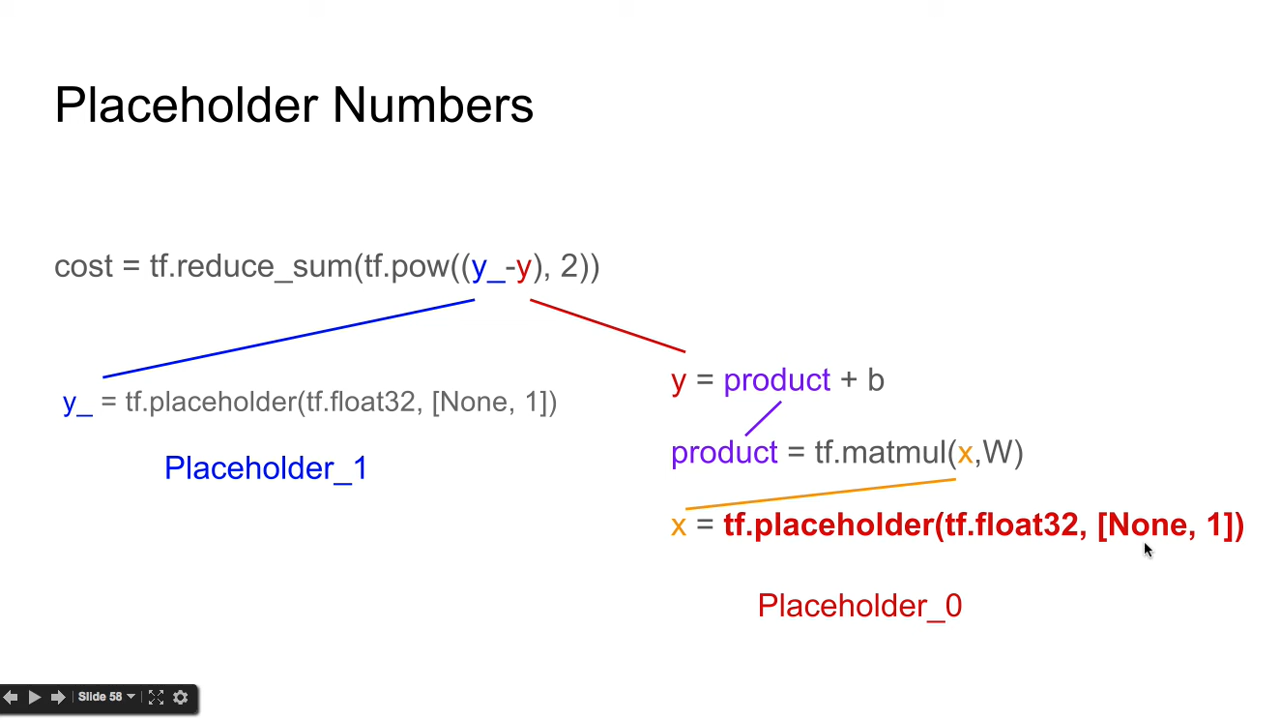 Placeholder Numbers
cost = tf.reduce_sum(tf.pow((y_-y), 2))
y_ = tf.placeholder(tf.float32, [None, 1])
Placeholder_1
y = product + b
product = tf.matmul(x,W)
x = tf.placeholder(tf.float32, [None, 1])
Placeholder_0
Slide 58